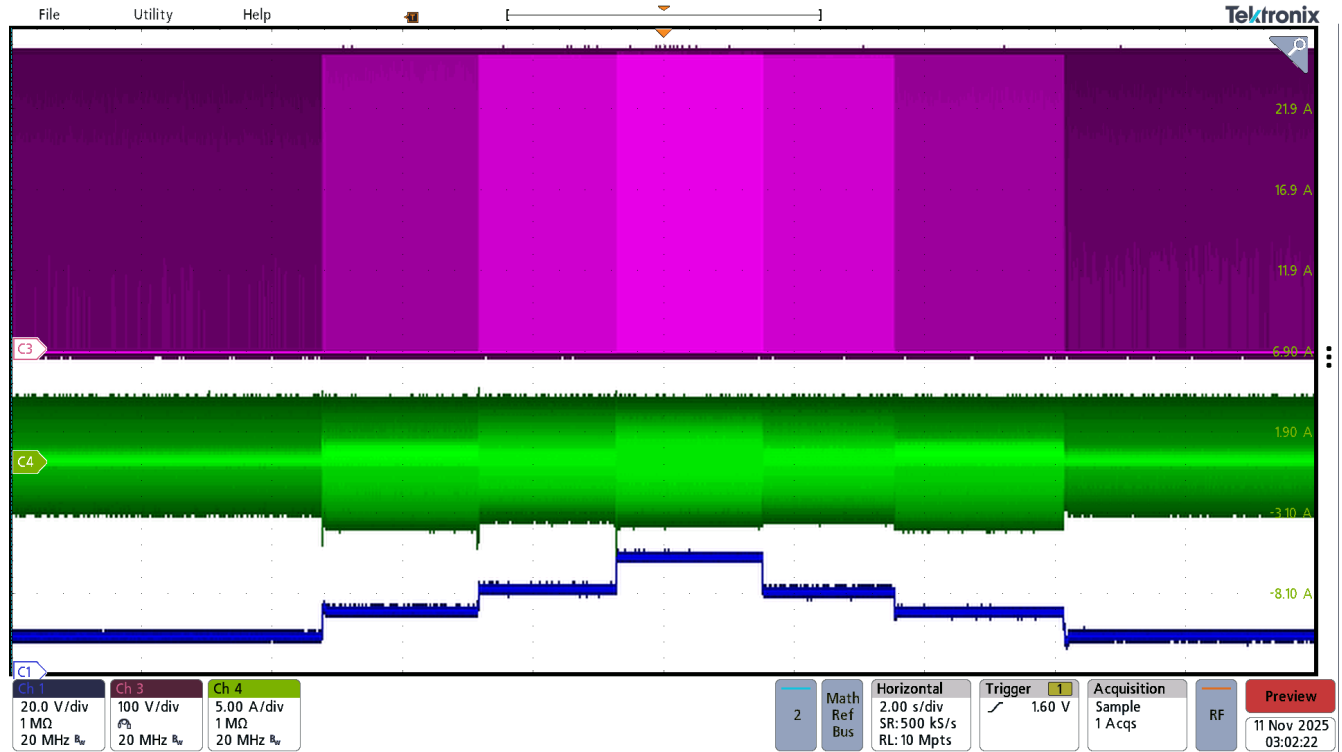 File Utility Help
Tektronix
T
21.9 A
16.9 A
11.9 A
C3
6.90 A
1.90 A
C4
-3.10 A
-8.10 A
C1
Ch 1
20.0 V/div
1 MΩ
20 MHz Bw
Ch 3
100 V/div
20 MHz Bw
Ch 4
5.00 A/div
1 MΩ
20 MHz Bw
2
Math
Ref
Bus
Horizontal
2.00 s/div
SR: 500 kS/s
RL: 10 Mpts
Trigger 1
1.60 V
Acquisition
Sample
1 Acqs
RF
Preview
11 Nov 2025
03:02:22